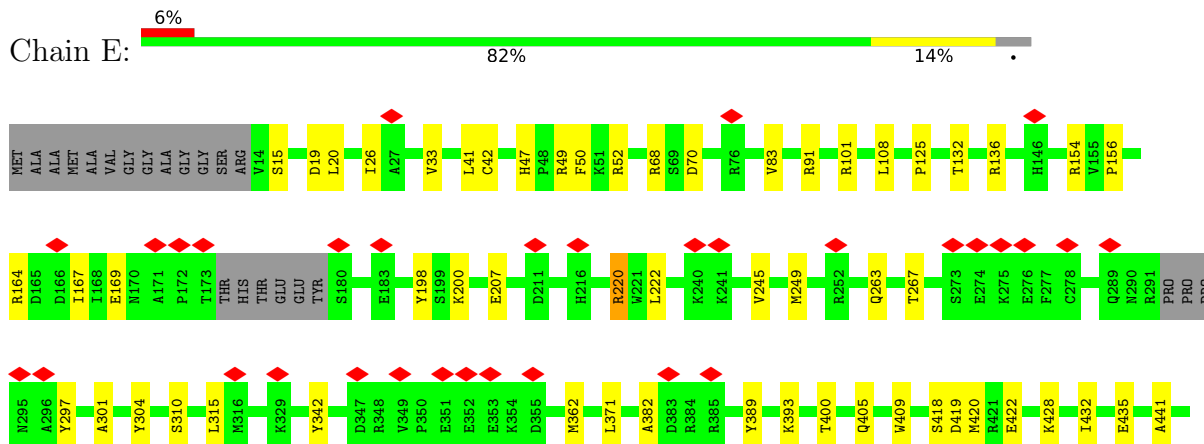 6%
Chain E:
82% 14% •
MET ALA ALA ALA MET ALA VAL GLY GLY ALA GLY GLY SER ARG V14 S15 D19 L20 I26 A27 V33 L41 C42 H47 P48 R49 F50 K51 R52 R68 S69 D70 R76 V83 R91 R101 L108 P125 T132 R136 H146 R154 V155 P156
R164 D165 D166 I167 I168 E169 N170 A171 P172 T173 THR HIS THR GLU GLU TYR S180 E183 Y198 S199 K200 E207 D211 H216 R220 W221 L222 K240 K241 V245 M249 R252 Q263 T267 S273 E274 K275 E276 F277 C278 Q289 N290 R291 PRO PRO PRO
N295 A296 Y297 A301 Y304 S310 L315 M316 K329 Y342 D347 R348 V349 P350 E351 E352 E353 K354 D355 M362 L371 A382 D383 R384 R385 Y389 K393 T400 Q405 W409 S418 D419 M420 R421 E422 K428 I432 E435 A441